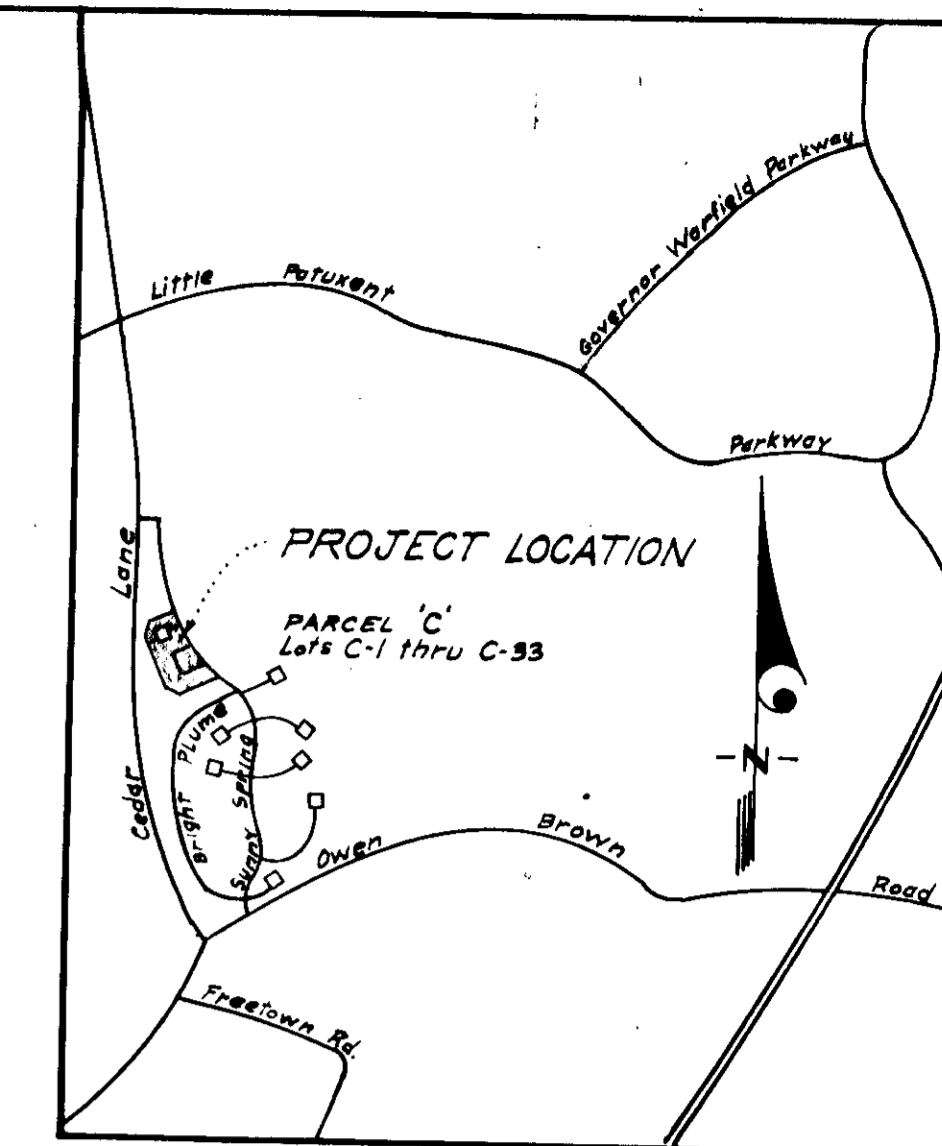 Governor Warfield Parkway
Little Patuxent
Parkway
PROJECT LOCATION
PARCEL 'C'
Lots C-1 thru C-33
Cedar Lane
Bright Plume
Sunny Spring
-N-
Owen Brown Road
Freetown Rd.